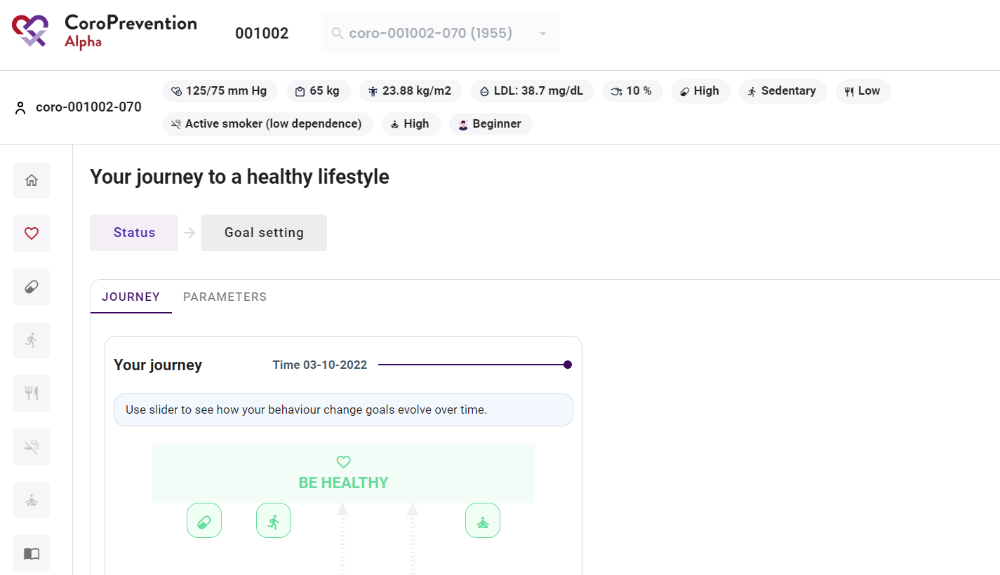 CoroPrevention
Alpha
001002
coro-001002-070 (1955)
coro-001002-070
125/75 mm Hg
65 kg
23.88 kg/m2
LDL: 38.7 mg/dL
10 %
High
Sedentary
Low
Active smoker (low dependence)
High
Beginner
Your journey to a healthy lifestyle
Status
Goal setting
JOURNEY
PARAMETERS
Your journey
Time 03-10-2022
Use slider to see how your behaviour change goals evolve over time.
BE HEALTHY